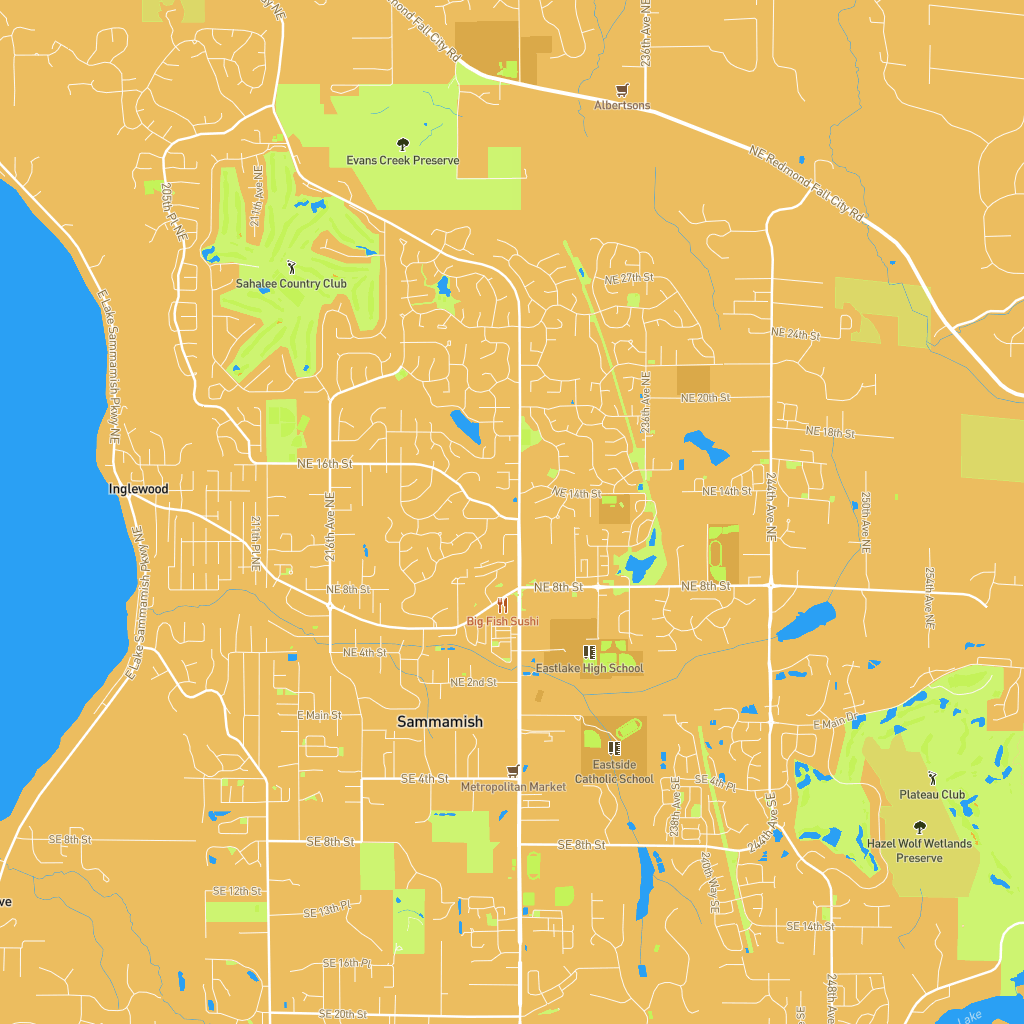 Redmond Fall City Rd
236th Ave NE
Albertsons
Evans Creek Preserve
NE Redmond Fall City Rd
205th Pl NE
211th Ave NE
Sahalee Country Club
NE 27th St
E Lake Sammamish Pkwy NE
NE 24th St
236th Ave NE
NE 20th St
NE 18th St
NE 16th St
Inglewood
NE 14th St
NE 14th St
244th Ave NE
250th Ave NE
216th Ave NE
211th Pl NE
E Lake Sammamish Pkwy NE
NE 8th St
NE 8th St
NE 8th St
254th Ave NE
Big Fish Sushi
NE 4th St
Eastlake High School
NE 2nd St
E Main St
Sammamish
E Main Dr
Eastside
Catholic School
SE 4th St
Metropolitan Market
SE 4th Pl
238th Ave SE
Plateau Club
244th Ave SE
Hazel Wolf Wetlands
Preserve
SE 8th St
SE 8th St
SE 8th St
240th Way SE
SE 12th St
SE 13th Pl
SE 14th St
SE 16th Pl
248th Ave
SE 20th St
Lake